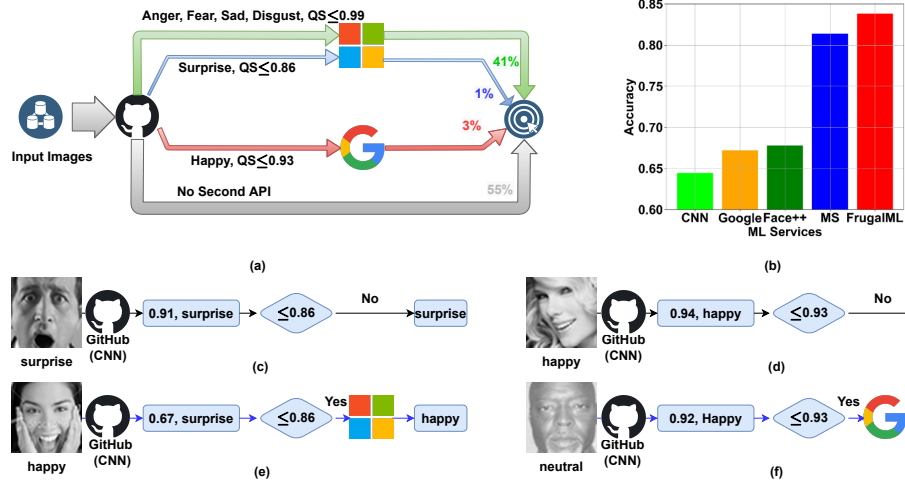 Anger, Fear, Sad, Disgust, QS≤0.99
Surprise, QS≤0.86
41%
1%
3%
Input Images
Happy, QS≤0.93
No Second API
55%
(a)
Accuracy
0.85
0.80
0.75
0.70
0.65
0.60
CNN
Google
Face++
MS
FrugalML
ML Services
(b)
surprise
GitHub
(CNN)
0.91, surprise
≤0.86
No
surprise
(c)
happy
GitHub
(CNN)
0.94, happy
≤0.93
No
(d)
happy
GitHub
(CNN)
0.67, surprise
≤0.86
Yes
happy
(e)
neutral
GitHub
(CNN)
0.92, Happy
≤0.93
Yes
(f)